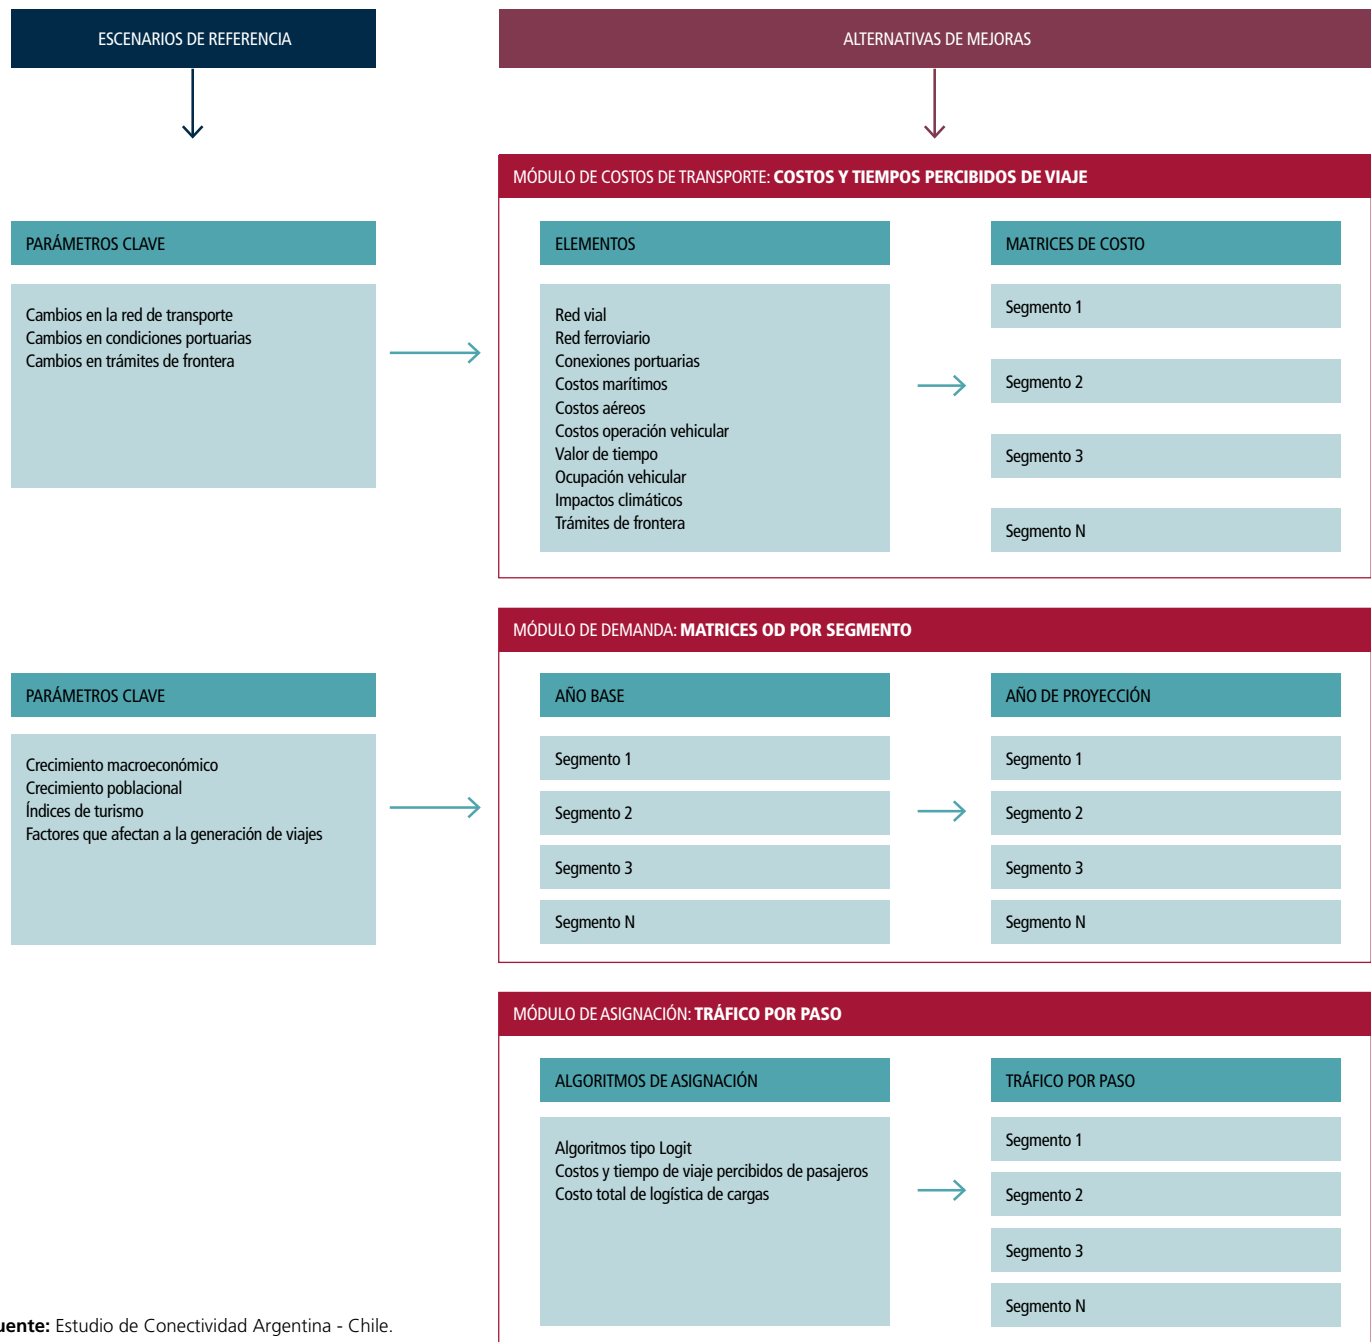 ESCENARIOS DE REFERENCIA
ALTERNATIVAS DE MEJORAS
MÓDULO DE COSTOS DE TRANSPORTE: COSTOS Y TIEMPOS PERCIBIDOS DE VIAJE
PARÁMETROS CLAVE
Cambios en la red de transporte
Cambios en condiciones portuarias
Cambios en trámites de frontera
ELEMENTOS
Red vial
Red ferroviario
Conexiones portuarias
Costos marítimos
Costos aéreos
Costos operación vehicular
Valor de tiempo
Ocupación vehicular
Impactos climáticos
Trámites de frontera
MATRICES DE COSTO
Segmento 1
Segmento 2
Segmento 3
Segmento N
MÓDULO DE DEMANDA: MATRICES OD POR SEGMENTO
PARÁMETROS CLAVE
Crecimiento macroeconómico
Crecimiento poblacional
Índices de turismo
Factores que afectan a la generación de viajes
AÑO BASE
Segmento 1
Segmento 2
Segmento 3
Segmento N
AÑO DE PROYECCIÓN
Segmento 1
Segmento 2
Segmento 3
Segmento N
MÓDULO DE ASIGNACIÓN: TRÁFICO POR PASO
ALGORITMOS DE ASIGNACIÓN
Algoritmos tipo Logit
Costos y tiempo de viaje percibidos de pasajeros
Costo total de logística de cargas
TRÁFICO POR PASO
Segmento 1
Segmento 2
Segmento 3
Segmento N
uente: Estudio de Conectividad Argentina - Chile.